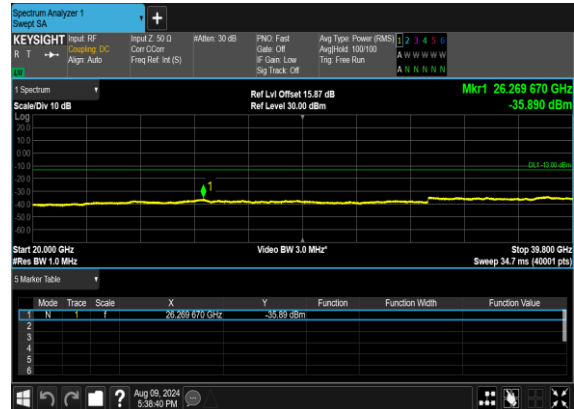 Spectrum Analyzer 1
Swept SA
+
KEYSIGHT Input: RF Input Z: 50 Ω #Atten: 30 dB PNO: Fast Avg Type: Power (RMS) 1 2 3 4 5 6
R T Coupling: DC Corr CCorr Gate: Off Avg|Hold: 100/100 A W W W W W
Align: Auto Freq Ref: Int (S) IF Gain: Low Trig: Free Run
Sig Track: Off A N N N N N
1 Spectrum
Ref Lvl Offset 15.87 dB Mkr1 26.269 670 GHz
Scale/Div 10 dB Ref Level 30.00 dBm -35.890 dBm
Log
20.0
10.0
0.00
-10.0
DL1 -13.00 dBm
-20.0
1
-30.0
-40.0
-50.0
-60.0
Start 20.000 GHz Video BW 3.0 MHz* Stop 39.800 GHz
#Res BW 1.0 MHz Sweep 34.7 ms (40001 pts)
5 Marker Table
Mode Trace Scale X Y Function Function Width Function Value
1 N 1 f 26.269 670 GHz -35.89 dBm
2
3
4
5
6
? Aug 09, 2024
5:38:40 PM